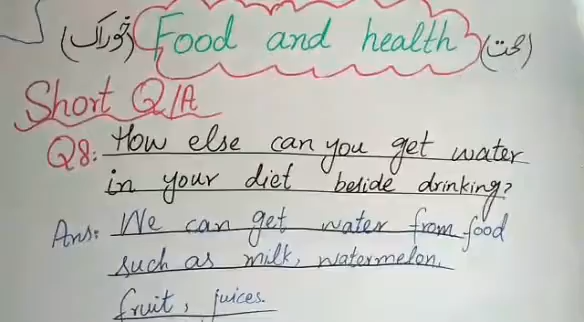 (خوراک) Food and health (صحت)
Short Q/A
Q8: How else can you get water
in your diet beside drinking?
Ans: We can get water from food
such as milk, watermelon,
fruit, juices.